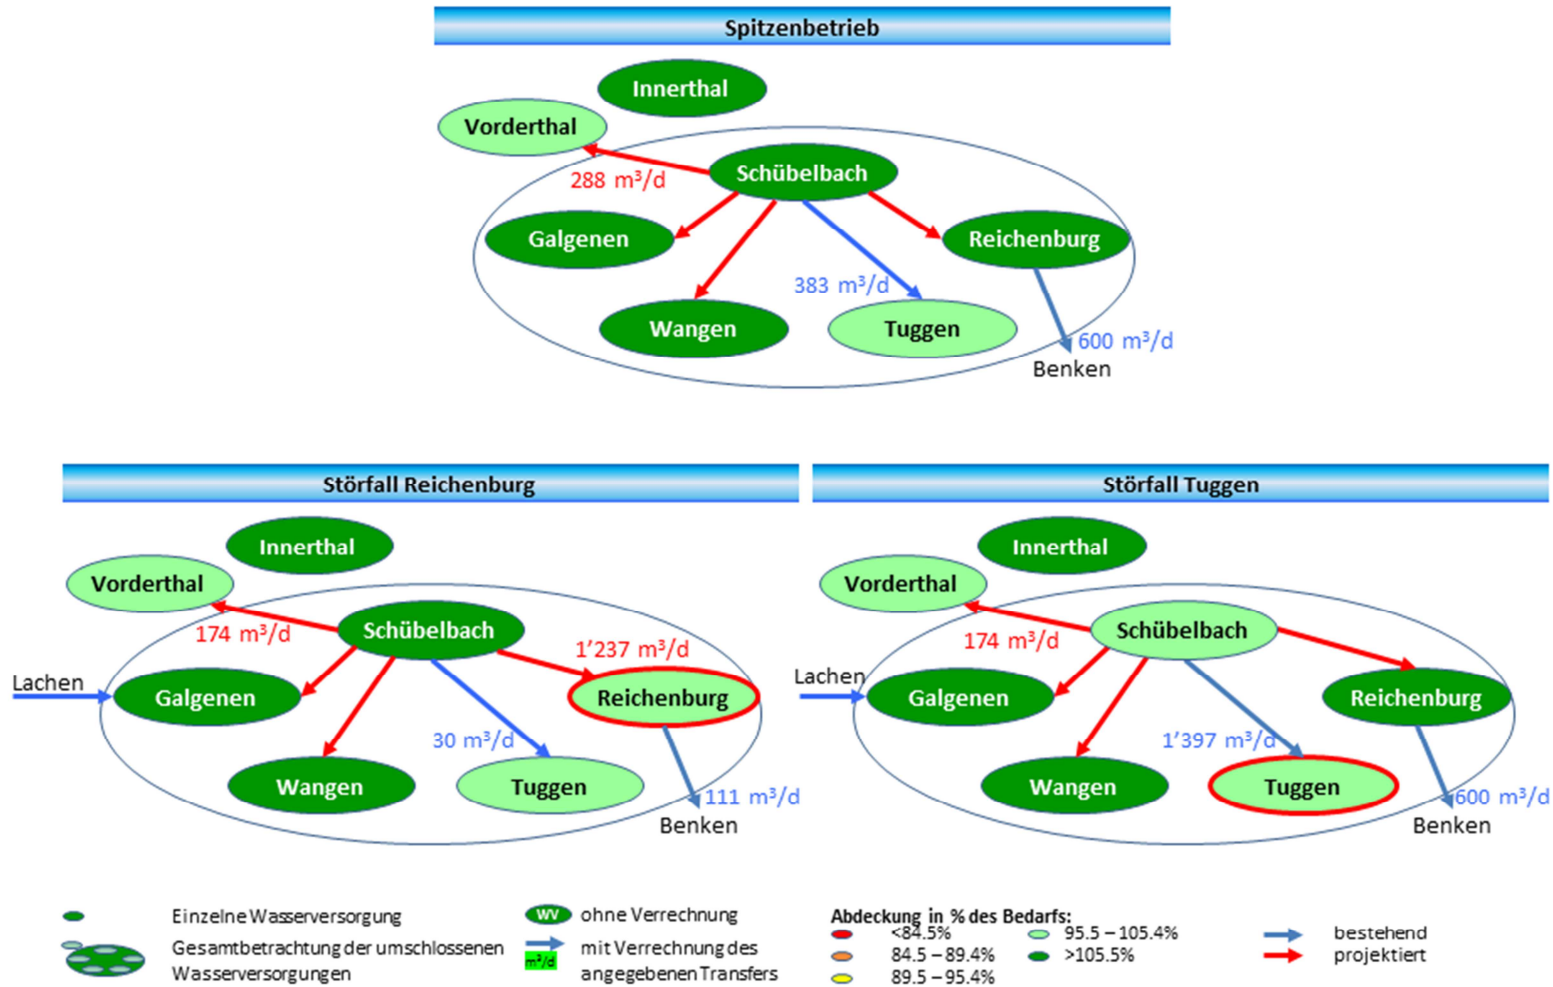 Spitzenbetrieb
Innerthal
Vorderthal
Schübelbach
288 m³/d
Galgenen
Reichenburg
383 m³/d
Wangen
Tuggen
600 m³/d
Benken
Störfall Reichenburg
Innerthal
Vorderthal
174 m³/d
Schübelbach
1'237 m³/d
Lachen
Galgenen
Reichenburg
30 m³/d
Wangen
Tuggen
111 m³/d
Benken
Störfall Tuggen
Innerthal
Vorderthal
174 m³/d
Schübelbach
Lachen
Galgenen
Reichenburg
1'397 m³/d
Wangen
Tuggen
600 m³/d
Benken
Einzelne Wasserversorgung
Gesamtbetrachtung der umschlossenen
Wasserversorgungen
WV ohne Verrechnung
mit Verrechnung des
m³/d angegebenen Transfers
Abdeckung in % des Bedarfs:
<84.5%
84.5 – 89.4%
89.5 – 95.4%
95.5 – 105.4%
>105.5%
bestehend
projektiert